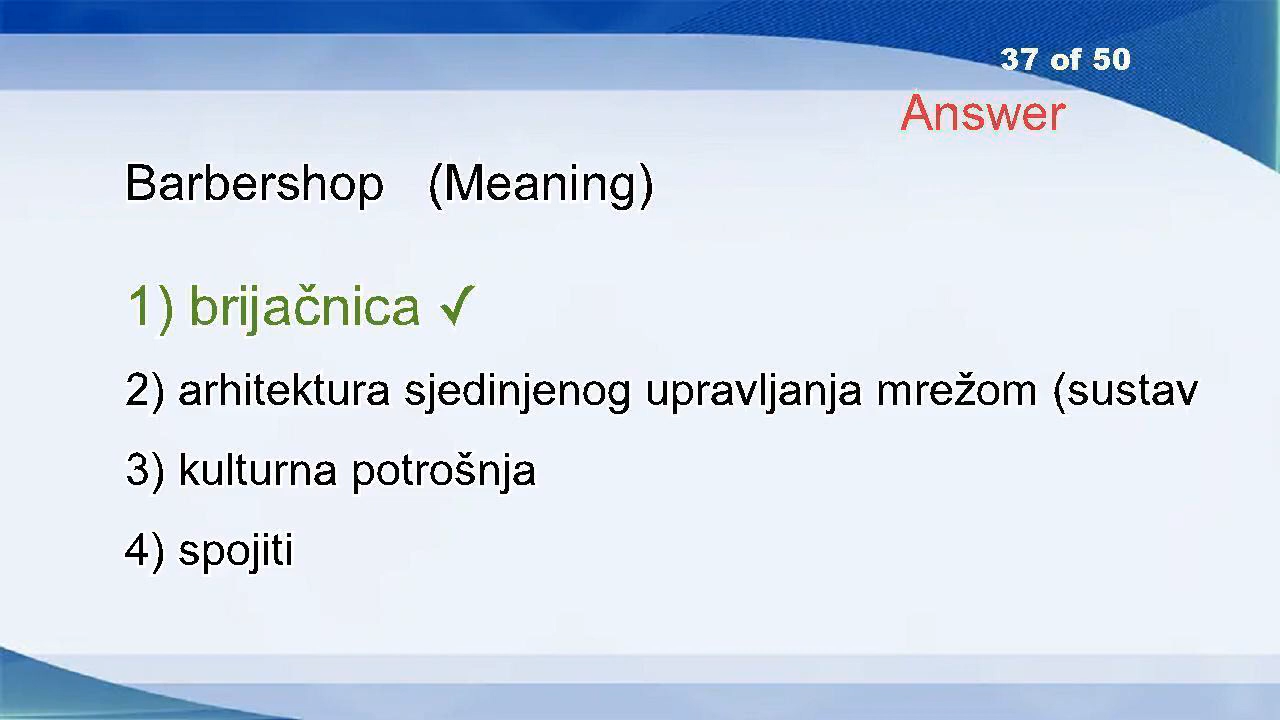 37 of 50
Answer
Barbershop (Meaning)
1) brijačnica ✓
2) arhitektura sjedinjenog upravljanja mrežom (sustav
3) kulturna potrošnja
4) spojiti